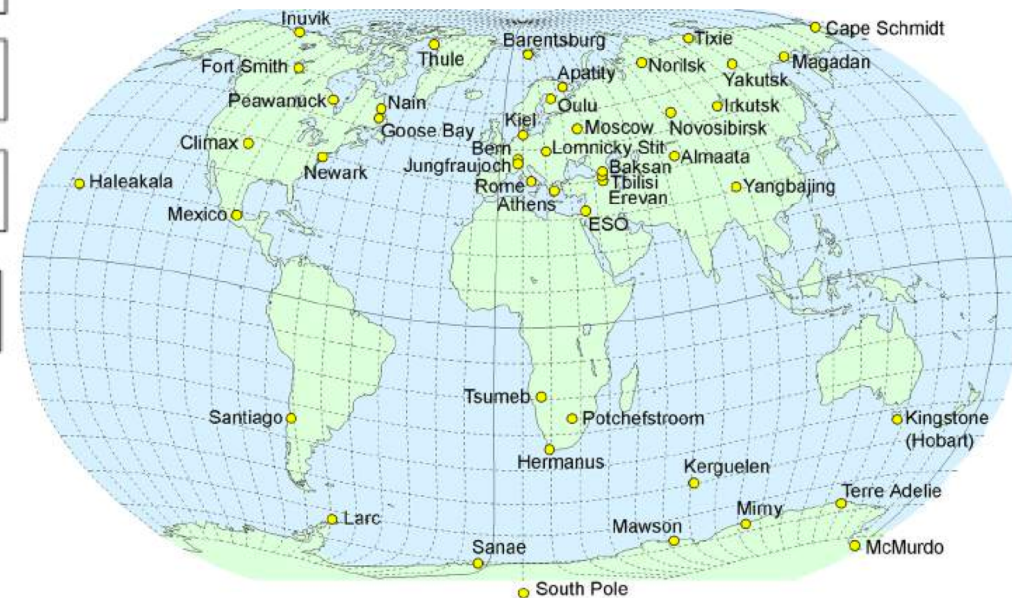 Inuvik
Cape Schmidt
Barentsburg
Tixie
Thule
Fort Smith
Norilsk
Magadan
Yakutsk
Apatity
Peawanuck
Nain
Oulu
Irkutsk
Goose Bay
Kiel
Moscow
Novosibirsk
Climax
Bern
Lomnicky Stit
Almaata
Newark
Jungfraujoch
Baksan
Haleakala
Rome
Tbilisi
Yangbajing
Athens
Erevan
Mexico
ESO
Tsumeb
Santiago
Potchefstroom
Kingstone
(Hobart)
Hermanus
Kerguelen
Terre Adelie
Larc
Mirny
Mawson
Sanae
McMurdo
South Pole